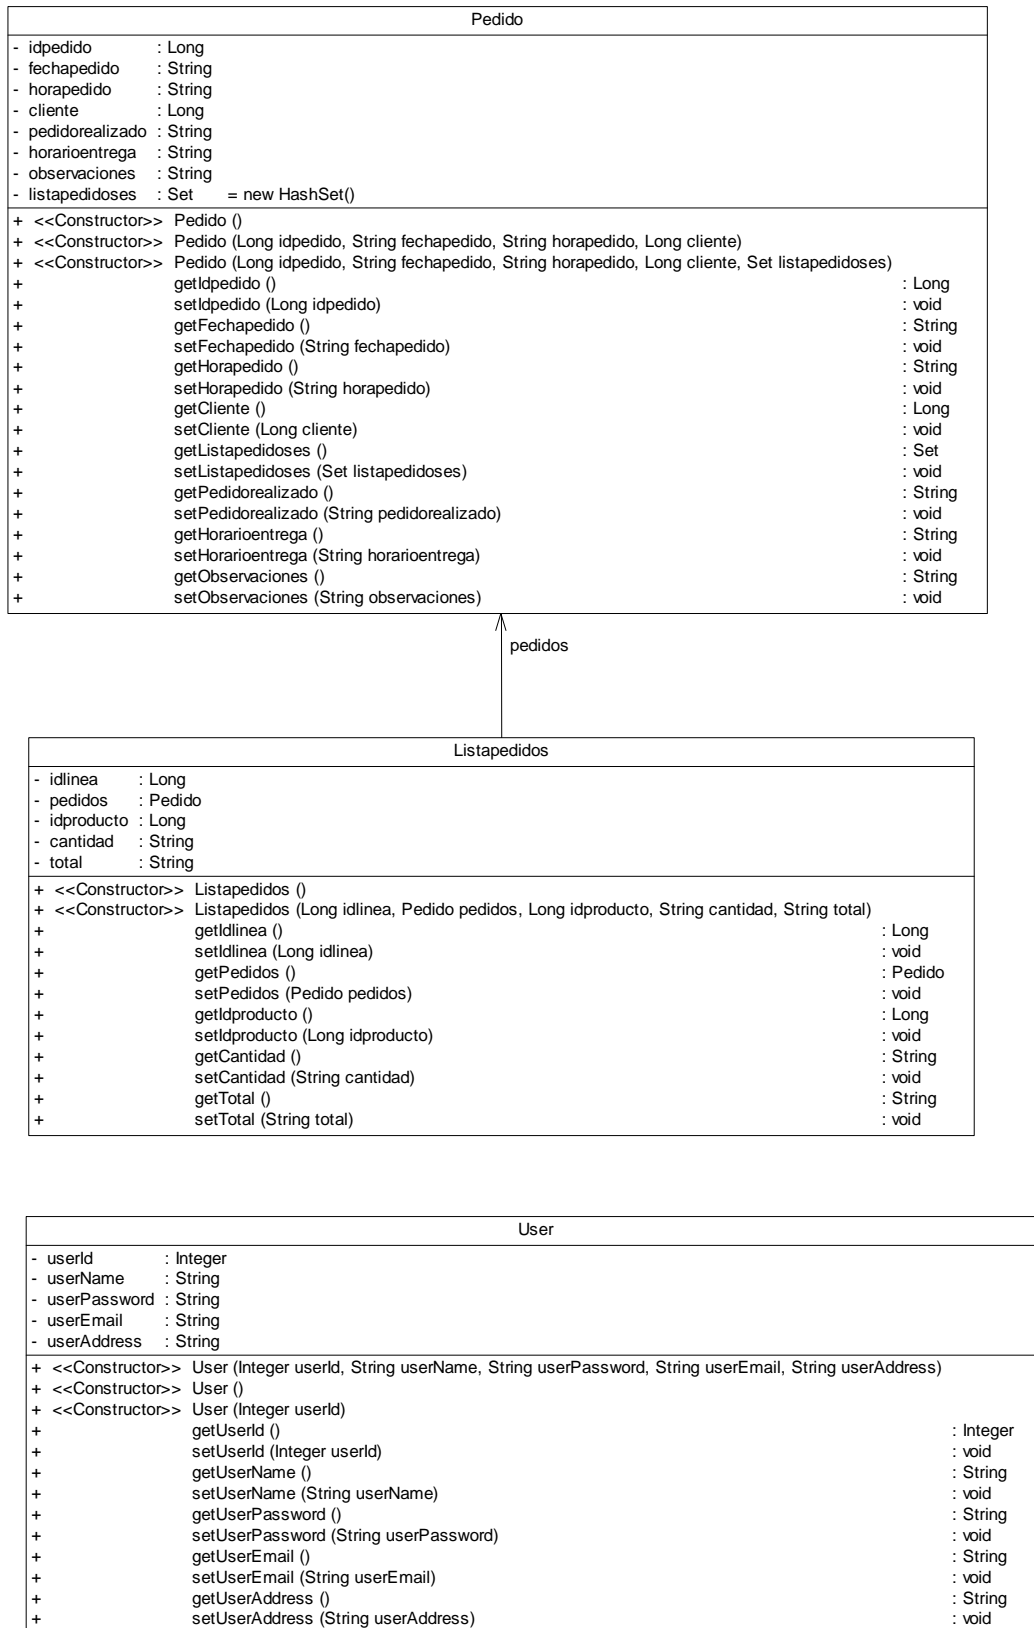 Pedido
- idpedido : Long
- fechapedido : String
- horapedido : String
- cliente : Long
- pedidorealizado : String
- horarioentrega : String
- observaciones : String
- listapedidoses : Set = new HashSet()
+ <<Constructor>> Pedido ()
+ <<Constructor>> Pedido (Long idpedido, String fechapedido, String horapedido, Long cliente)
+ <<Constructor>> Pedido (Long idpedido, String fechapedido, String horapedido, Long cliente, Set listapedidoses)
+ getIdpedido () : Long
+ setIdpedido (Long idpedido) : void
+ getFechapedido () : String
+ setFechapedido (String fechapedido) : void
+ getHorapedido () : String
+ setHorapedido (String horapedido) : void
+ getCliente () : Long
+ setCliente (Long cliente) : void
+ getListapedidoses () : Set
+ setListapedidoses (Set listapedidoses) : void
+ getPedidorealizado () : String
+ setPedidorealizado (String pedidorealizado) : void
+ getHorarioentrega () : String
+ setHorarioentrega (String horarioentrega) : void
+ getObservaciones () : String
+ setObservaciones (String observaciones) : void
pedidos
Listapedidos
- idlinea : Long
- pedidos : Pedido
- idproducto : Long
- cantidad : String
- total : String
+ <<Constructor>> Listapedidos ()
+ <<Constructor>> Listapedidos (Long idlinea, Pedido pedidos, Long idproducto, String cantidad, String total)
+ getIdlinea () : Long
+ setIdlinea (Long idlinea) : void
+ getPedidos () : Pedido
+ setPedidos (Pedido pedidos) : void
+ getIdproducto () : Long
+ setIdproducto (Long idproducto) : void
+ getCantidad () : String
+ setCantidad (String cantidad) : void
+ getTotal () : String
+ setTotal (String total) : void
User
- userId : Integer
- userName : String
- userPassword : String
- userEmail : String
- userAddress : String
+ <<Constructor>> User (Integer userId, String userName, String userPassword, String userEmail, String userAddress)
+ <<Constructor>> User ()
+ <<Constructor>> User (Integer userId)
+ getUserId () : Integer
+ setUserId (Integer userId) : void
+ getUserName () : String
+ setUserName (String userName) : void
+ getUserPassword () : String
+ setUserPassword (String userPassword) : void
+ getUserEmail () : String
+ setUserEmail (String userEmail) : void
+ getUserAddress () : String
+ setUserAddress (String userAddress) : void